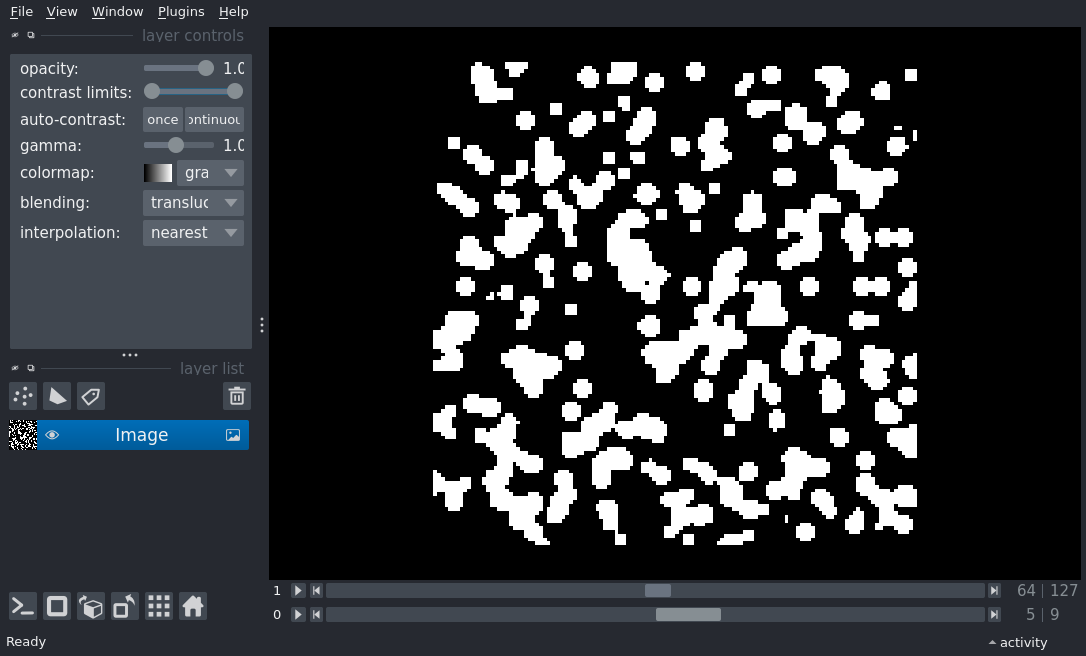 File View Window Plugins Help
layer controls
opacity: 1.0
contrast limits:
auto-contrast: once ontinuou
gamma: 1.0
colormap: gra
blending: transluc
interpolation: nearest
layer list
Image
1 64 | 127
0 5 | 9
Ready activity